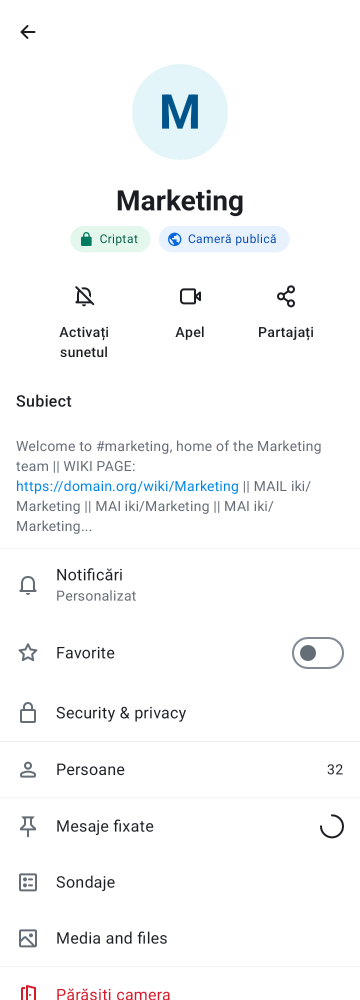 M
Marketing
Criptat
Cameră publică
Activați
sunetul
Apel
Partajați
Subiect
Welcome to #marketing, home of the Marketing
team || WIKI PAGE:
https://domain.org/wiki/Marketing || MAIL iki/
Marketing || MAI iki/Marketing || MAI iki/
Marketing...
Notificări
Personalizat
Favorite
Security & privacy
Persoane 32
Mesaje fixate
Sondaje
Media and files
Părăsiți camera